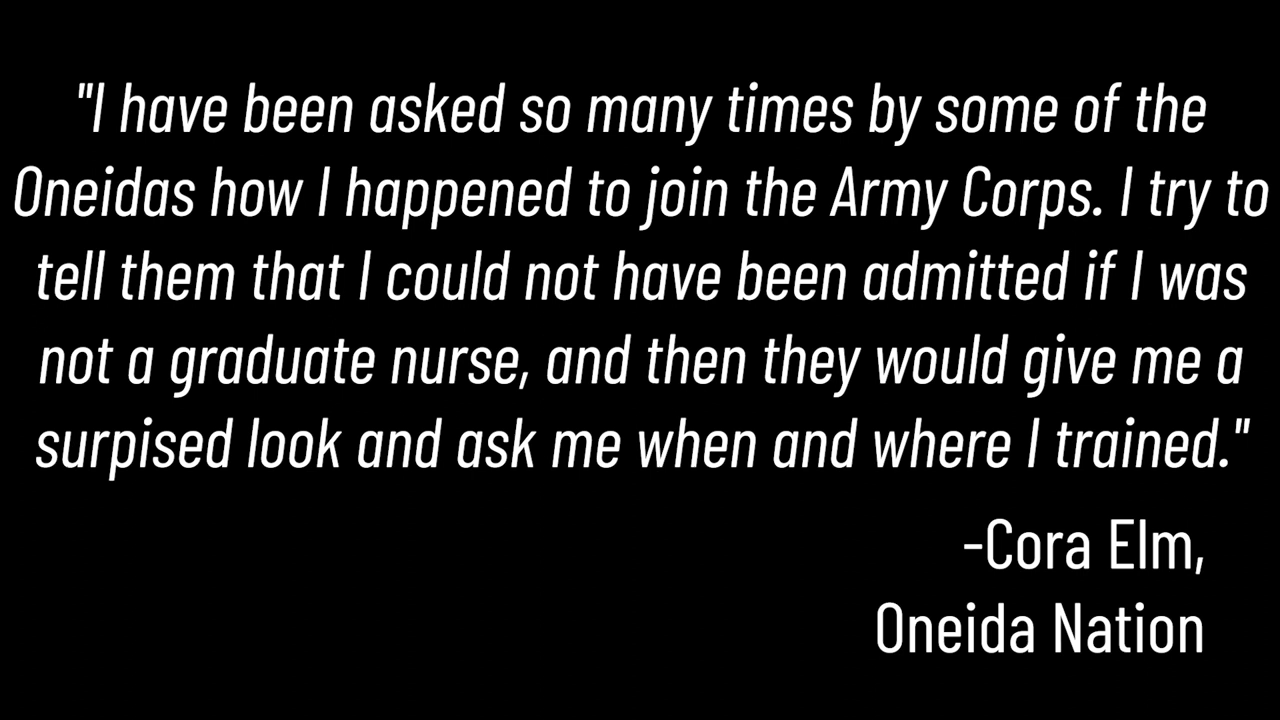 "I have been asked so many times by some of the
Oneidas how I happened to join the Army Corps. I try to
tell them that I could not have been admitted if I was
not a graduate nurse, and then they would give me a
surpised look and ask me when and where I trained."
-Cora Elm,
Oneida Nation